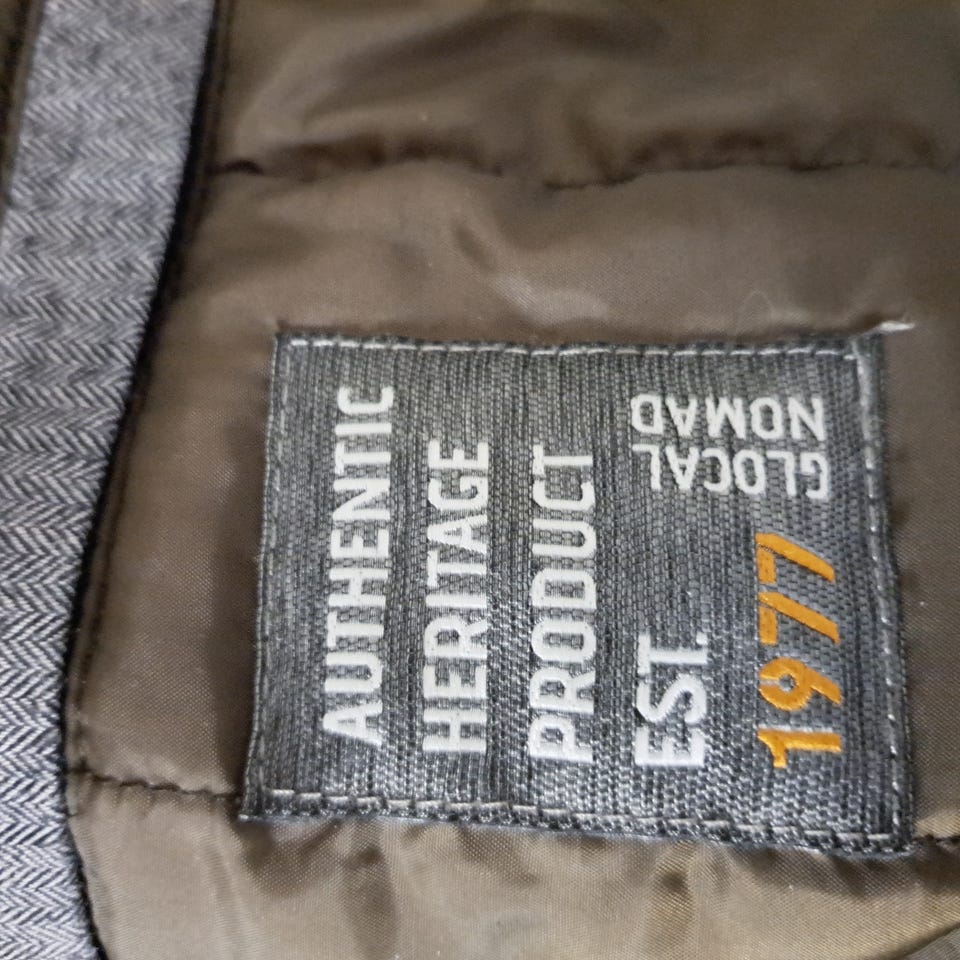 AUTHENTIC
HERITAGE
PRODUCT
EST.
1977
GLOCAL
NOMAD